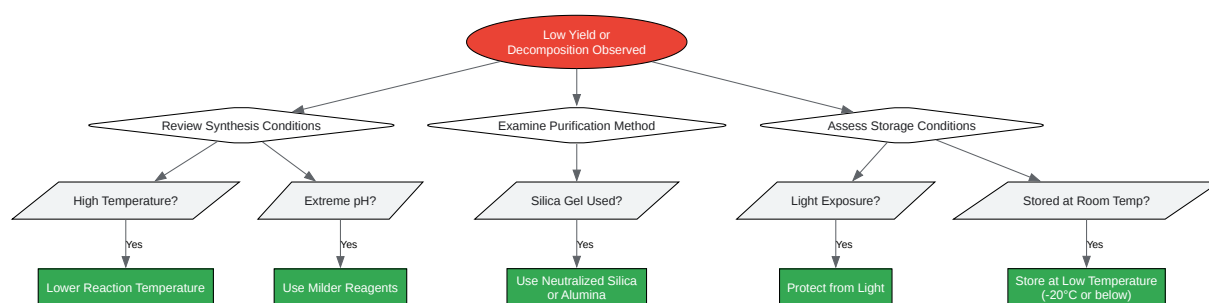 Low Yield or
Decomposition Observed
Review Synthesis Conditions
Examine Purification Method
Assess Storage Conditions
High Temperature?
Extreme pH?
Silica Gel Used?
Light Exposure?
Stored at Room Temp?
Yes
Yes
Yes
Yes
Yes
Lower Reaction Temperature
Use Milder Reagents
Use Neutralized Silica
or Alumina
Protect from Light
Store at Low Temperature
(-20°C or below)